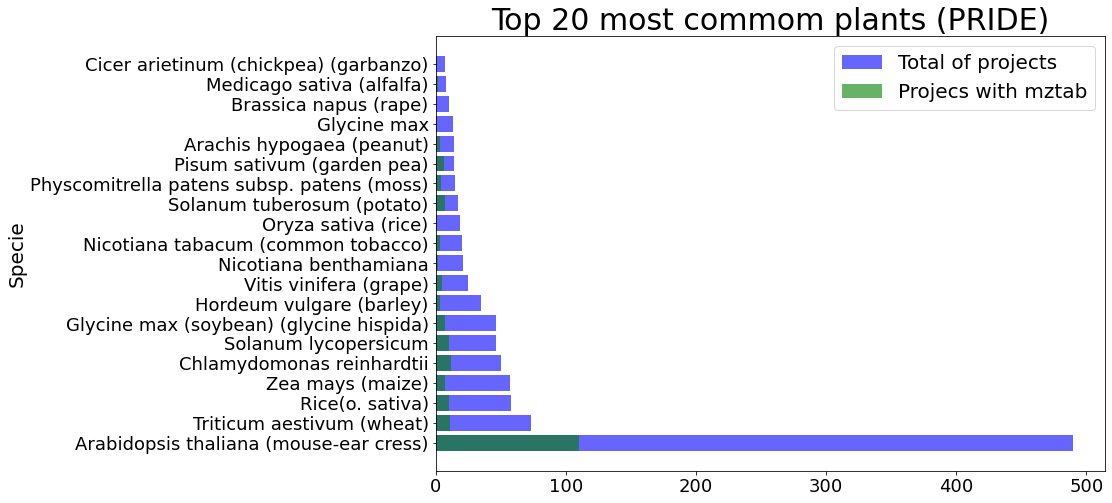 Top 20 most commom plants (PRIDE)
Total of projects
Projecs with mztab
Specie
Cicer arietinum (chickpea) (garbanzo)
Medicago sativa (alfalfa)
Brassica napus (rape)
Glycine max
Arachis hypogaea (peanut)
Pisum sativum (garden pea)
Physcomitrella patens subsp. patens (moss)
Solanum tuberosum (potato)
Oryza sativa (rice)
Nicotiana tabacum (common tobacco)
Nicotiana benthamiana
Vitis vinifera (grape)
Hordeum vulgare (barley)
Glycine max (soybean) (glycine hispida)
Solanum lycopersicum
Chlamydomonas reinhardtii
Zea mays (maize)
Rice(o. sativa)
Triticum aestivum (wheat)
Arabidopsis thaliana (mouse-ear cress)
0 100 200 300 400 500